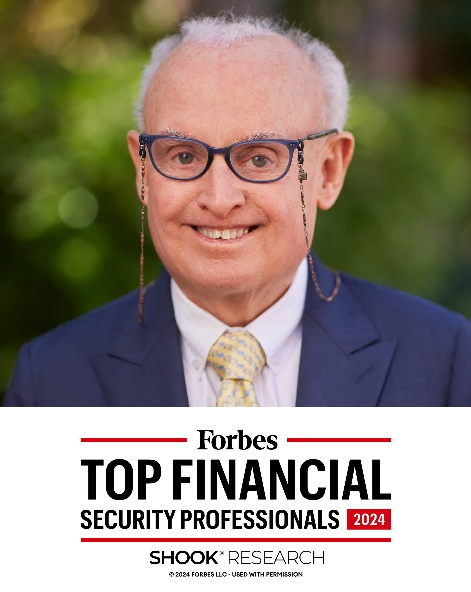 Forbes
TOP FINANCIAL
SECURITY PROFESSIONALS 2024
SHOOK® RESEARCH
© 2024 FORBES LLC - USED WITH PERMISSION